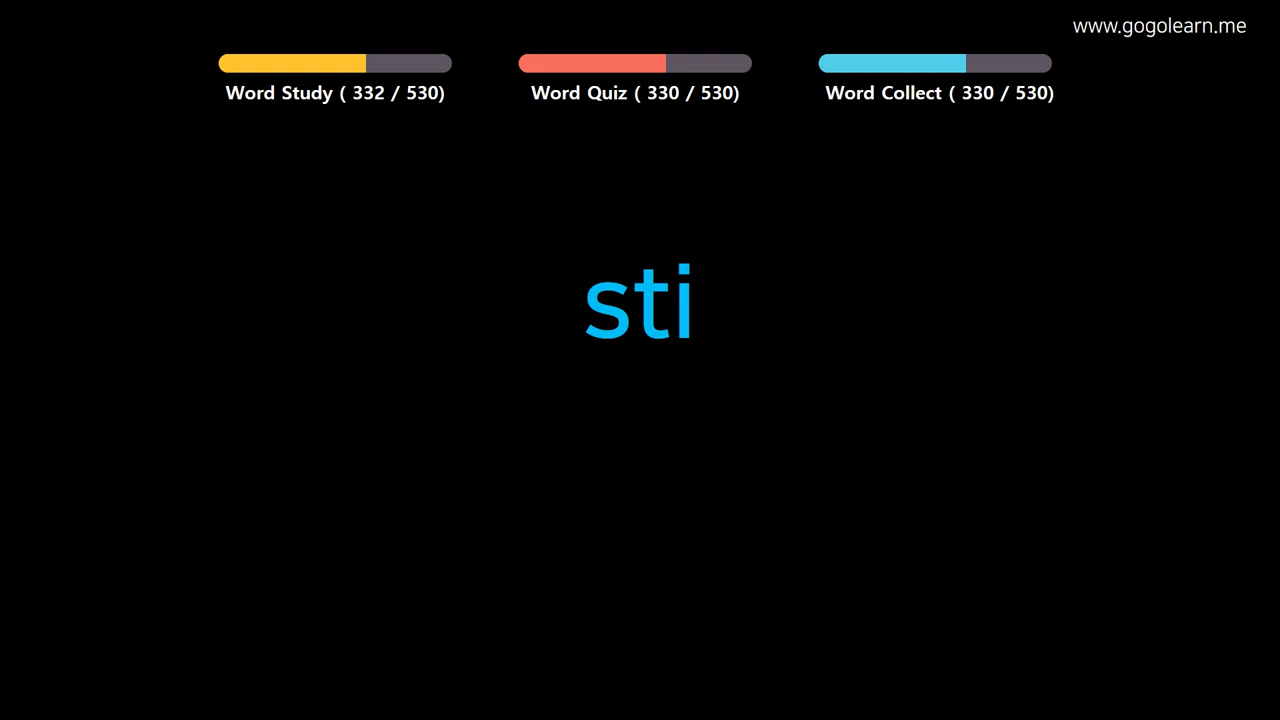 www.gogolearn.me
Word Study ( 332 / 530) Word Quiz ( 330 / 530) Word Collect ( 330 / 530)
sti